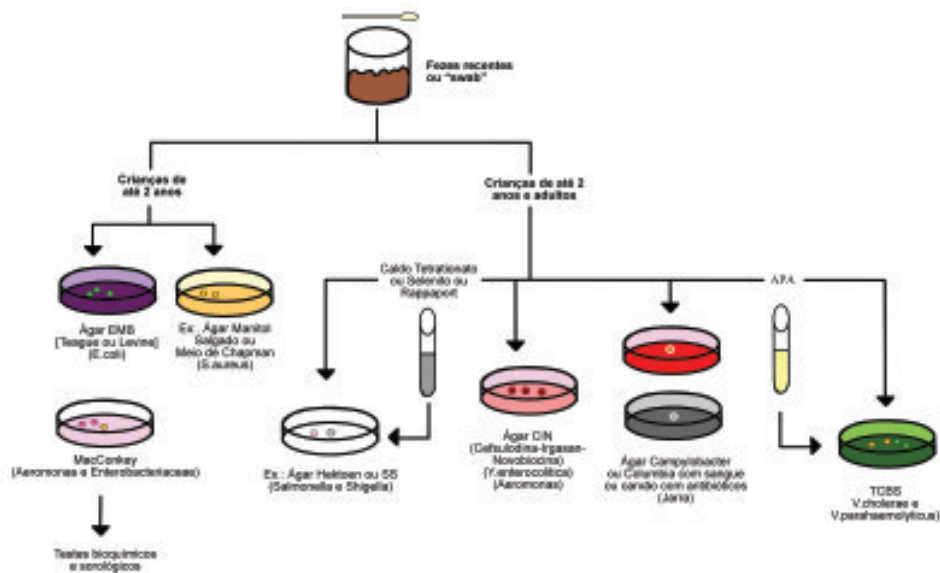 Fezes recentes
ou "swab"
Crianças de
até 2 anos
Crianças de até 2
anos e adultos
Ágar EMB
[Teague ou Levine]
(E.coli)
Ex.: Ágar Manitol
Salgado ou
Meio de Chapman
(S.aureus)
MacConkey
(Aeromonas e Enterobacteriaceae)
Testes bioquímicos
e sorológicos
Caldo Tetrationato
ou Selenito ou
Rappaport
Ex.: Ágar Hektoen ou SS
(Salmonella e Shigella)
Ágar CIN
(Cefsulodina-Irgasan-
Novobiocina)
(Y.enterocolitica)
(Aeromonas)
Ágar Campylobacter
ou Columbia com sangue
ou carvão com antibióticos
(Jarra)
APA
TCBS
V.cholerae e
V.parahaemolyticus)